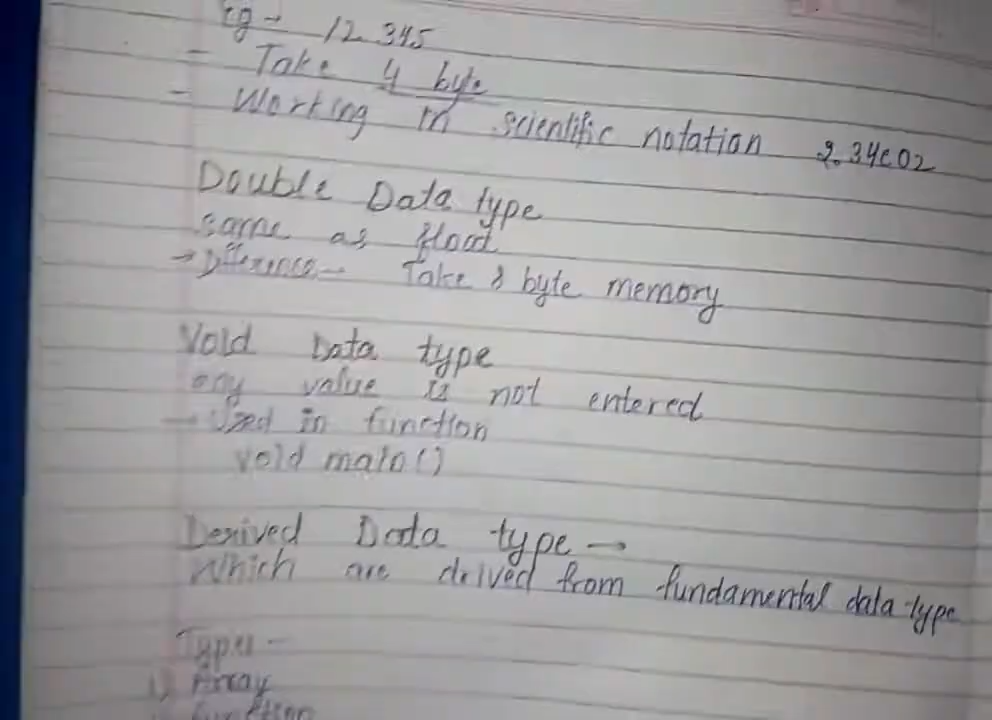 Eg → 12.345
- Take 4 byte
- Working in scientific notation 2.34e02
Double Data type
same as float
→ Difference - Take 8 byte memory
Void Data type
any value is not entered
- Used in function
void main()
Derived Data type →
Which are drived from fundamental data type
Types -
1) Array
function